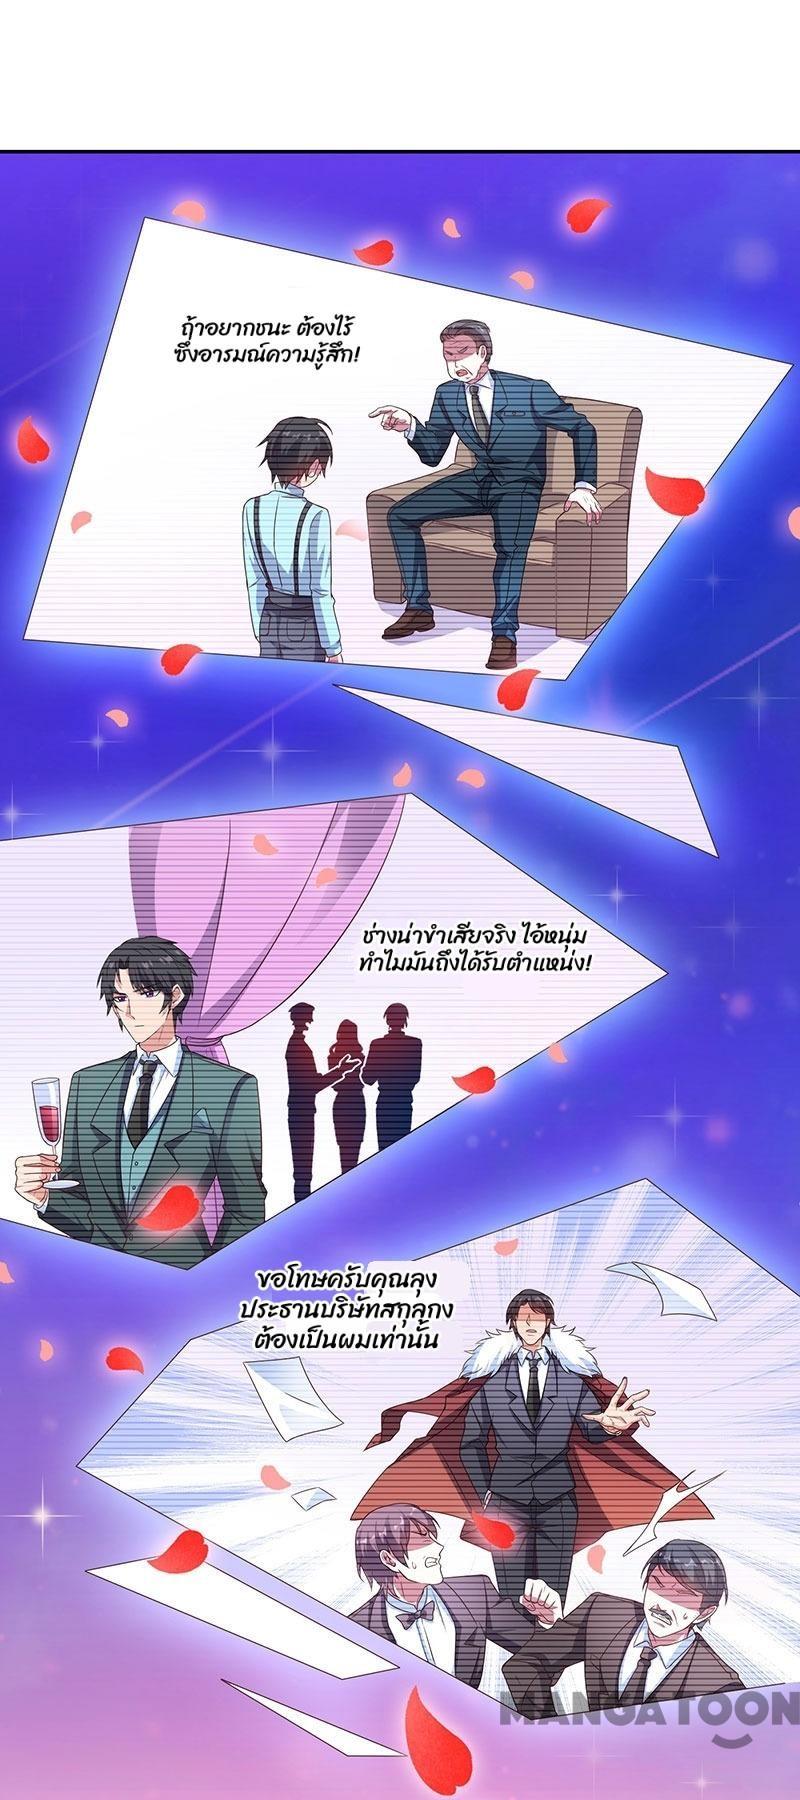 ถ้าอยากชนะ ต้องไร้
ซึ่งอารมณ์ความรู้สึก!
ช่างน่าขำเสียจริง ไอ้หนุ่ม
ทำไมมันถึงได้รับตำแหน่ง!
ขอโทษครับคุณลุง
ประธานบริษัทสกุลกง
ต้องเป็นผมเท่านั้น
MANGATOON